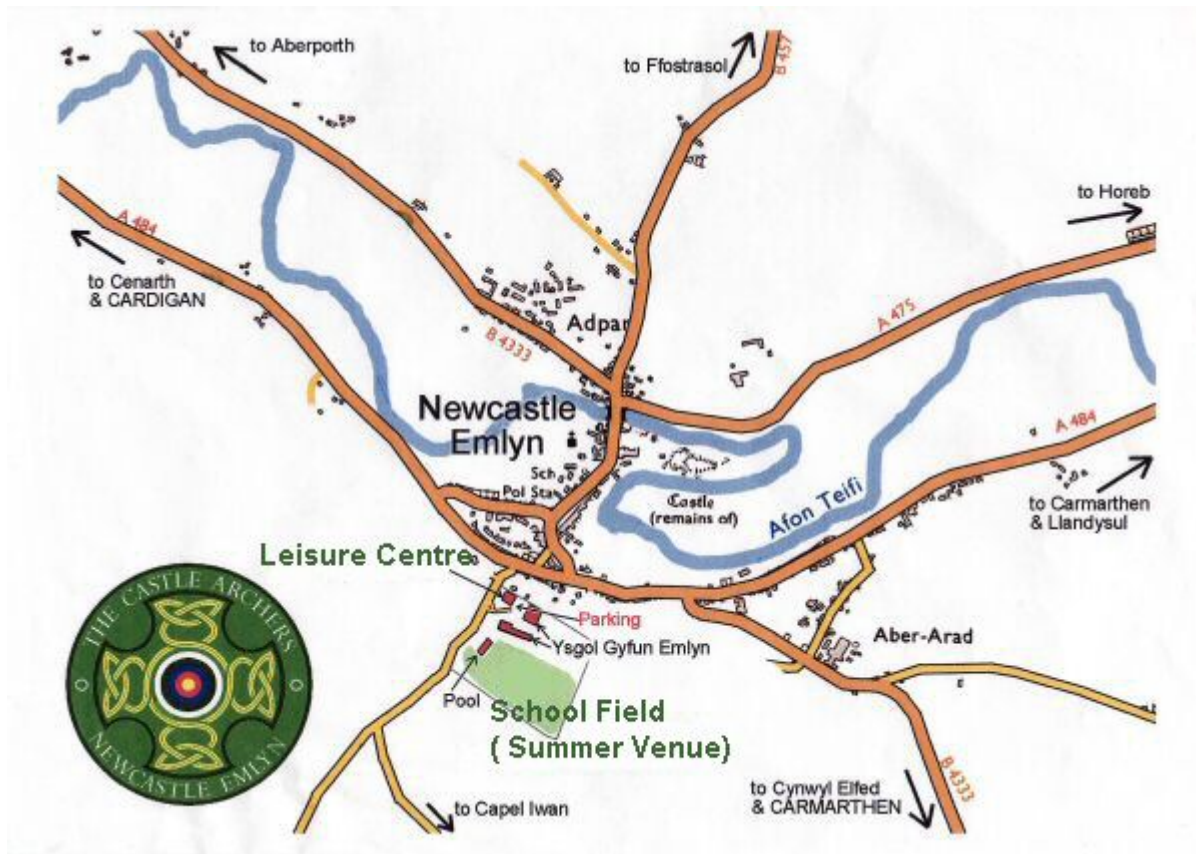 to Aberporth
to Ffostrasol
B 457
to Horeb
A 484
to Cenarth
& CARDIGAN
A 475
Adpar
B 4333
Newcastle
Emlyn
A 484
Sch
Pol Sta
Castle
(remains of)
Afon Teifi
to Carmarthen
& Llandysul
Leisure Centre
THE CASTLE ARCHERS
NEWCASTLE EMLYN
Parking
Ysgol Gyfun Emlyn
Aber-Arad
Pool
School Field
( Summer Venue)
B 4333
to Cynwyl Elfed
& CARMARTHEN
to Capel Iwan